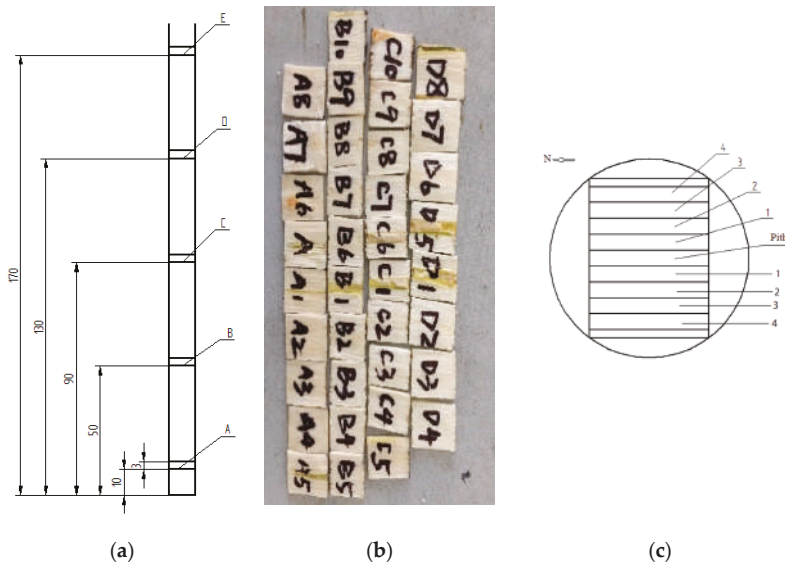 E
D
C
B
A
170
130
90
50
10
3
(a)
A8
A7
A6
A
A1
A2
A3
A4
A5
B10
B9
B8
B7
B6
B1
B2
B3
B4
B5
C10
C9
C8
C7
C6
C1
C2
C3
C4
C5
D8
D7
D6
D5
D1
D2
D3
D4
(b)
N
4
3
2
1
Pith
1
2
3
4
(c)